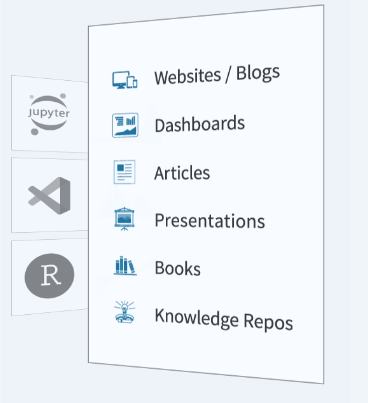 jupyter
R
Websites / Blogs
Dashboards
Articles
Presentations
Books
Knowledge Repos